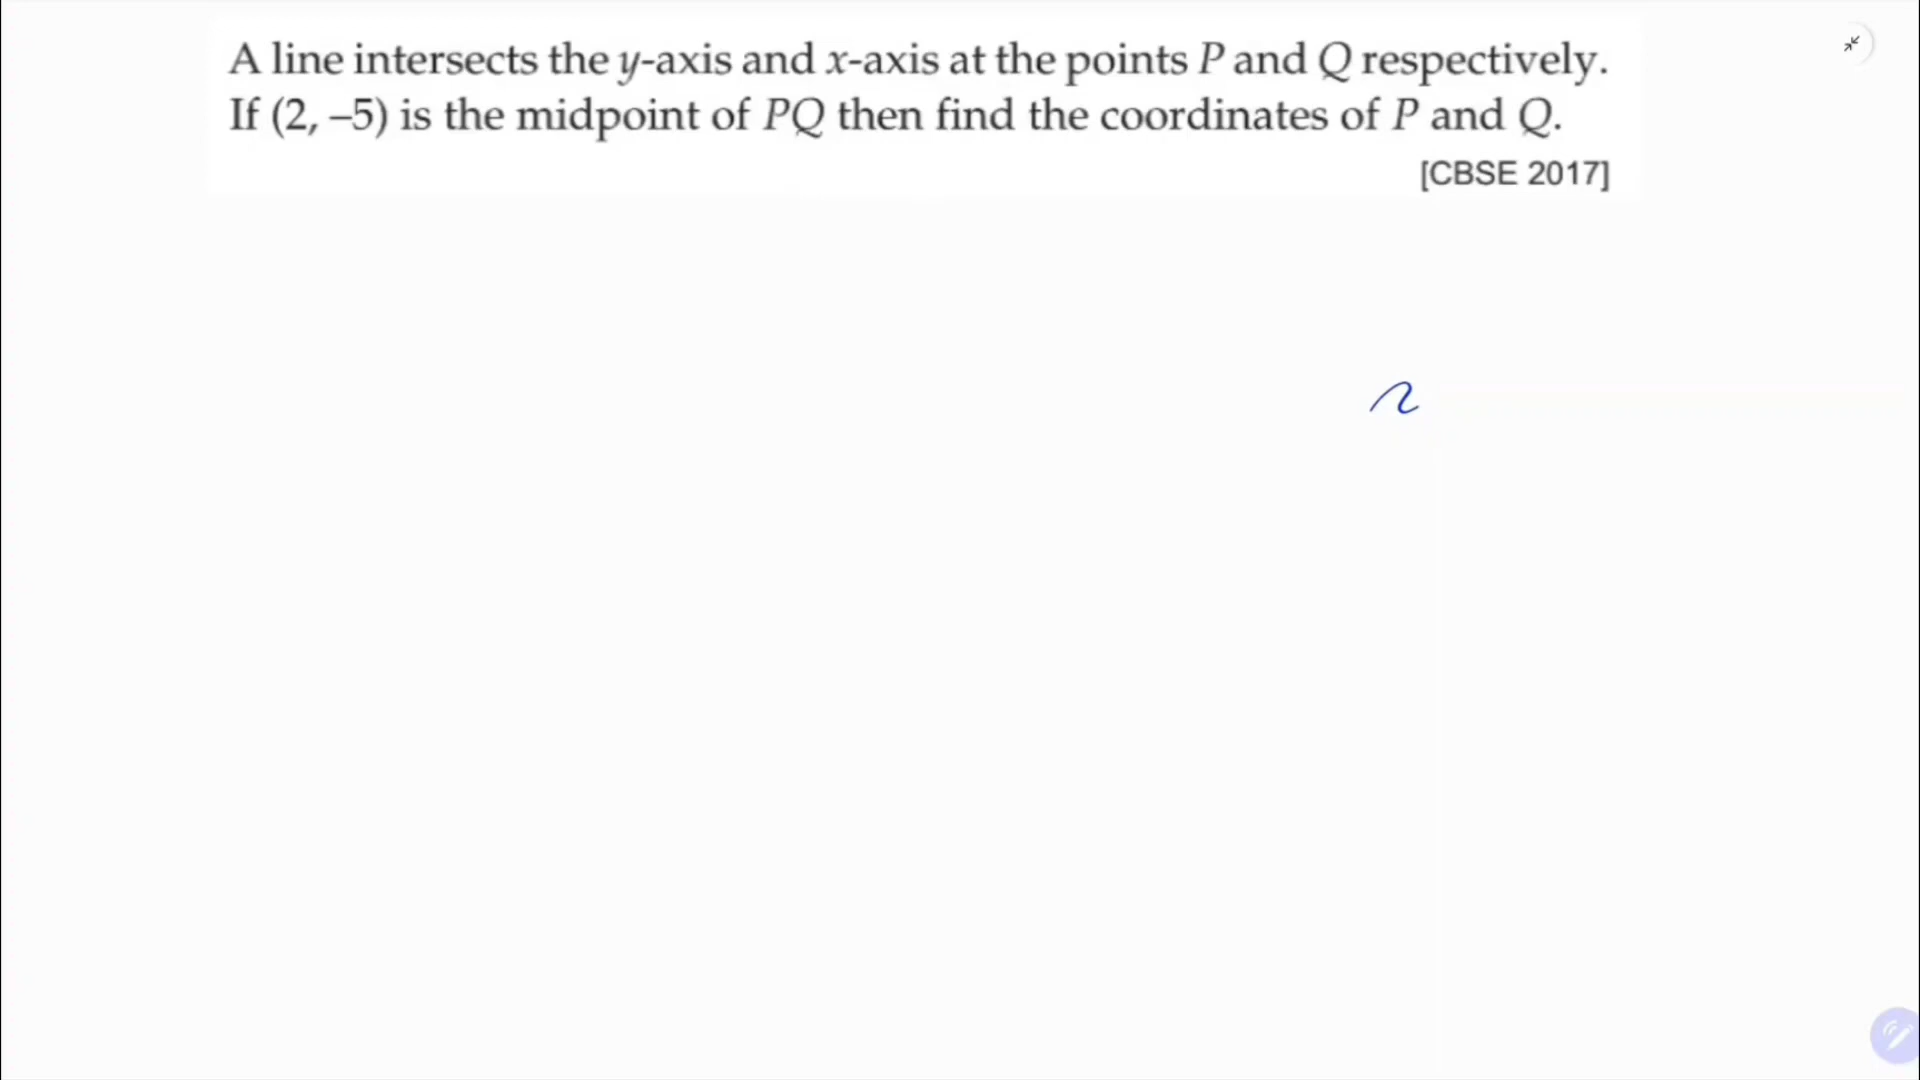 A line intersects the y-axis and x-axis at the points P and Q respectively.
If (2, –5) is the midpoint of PQ then find the coordinates of P and Q.
[CBSE 2017]